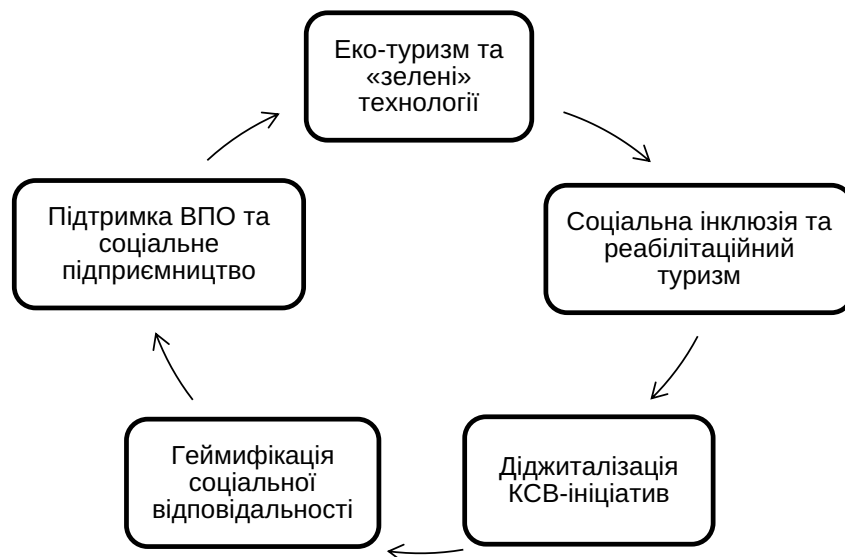 Еко-туризм та
«зелені»
технології
Соціальна інклюзія та
реабілітаційний
туризм
Діджиталізація
КСВ-ініціатив
Геймифікація
соціальної
відповідальності
Підтримка ВПО та
соціальне
підприємництво